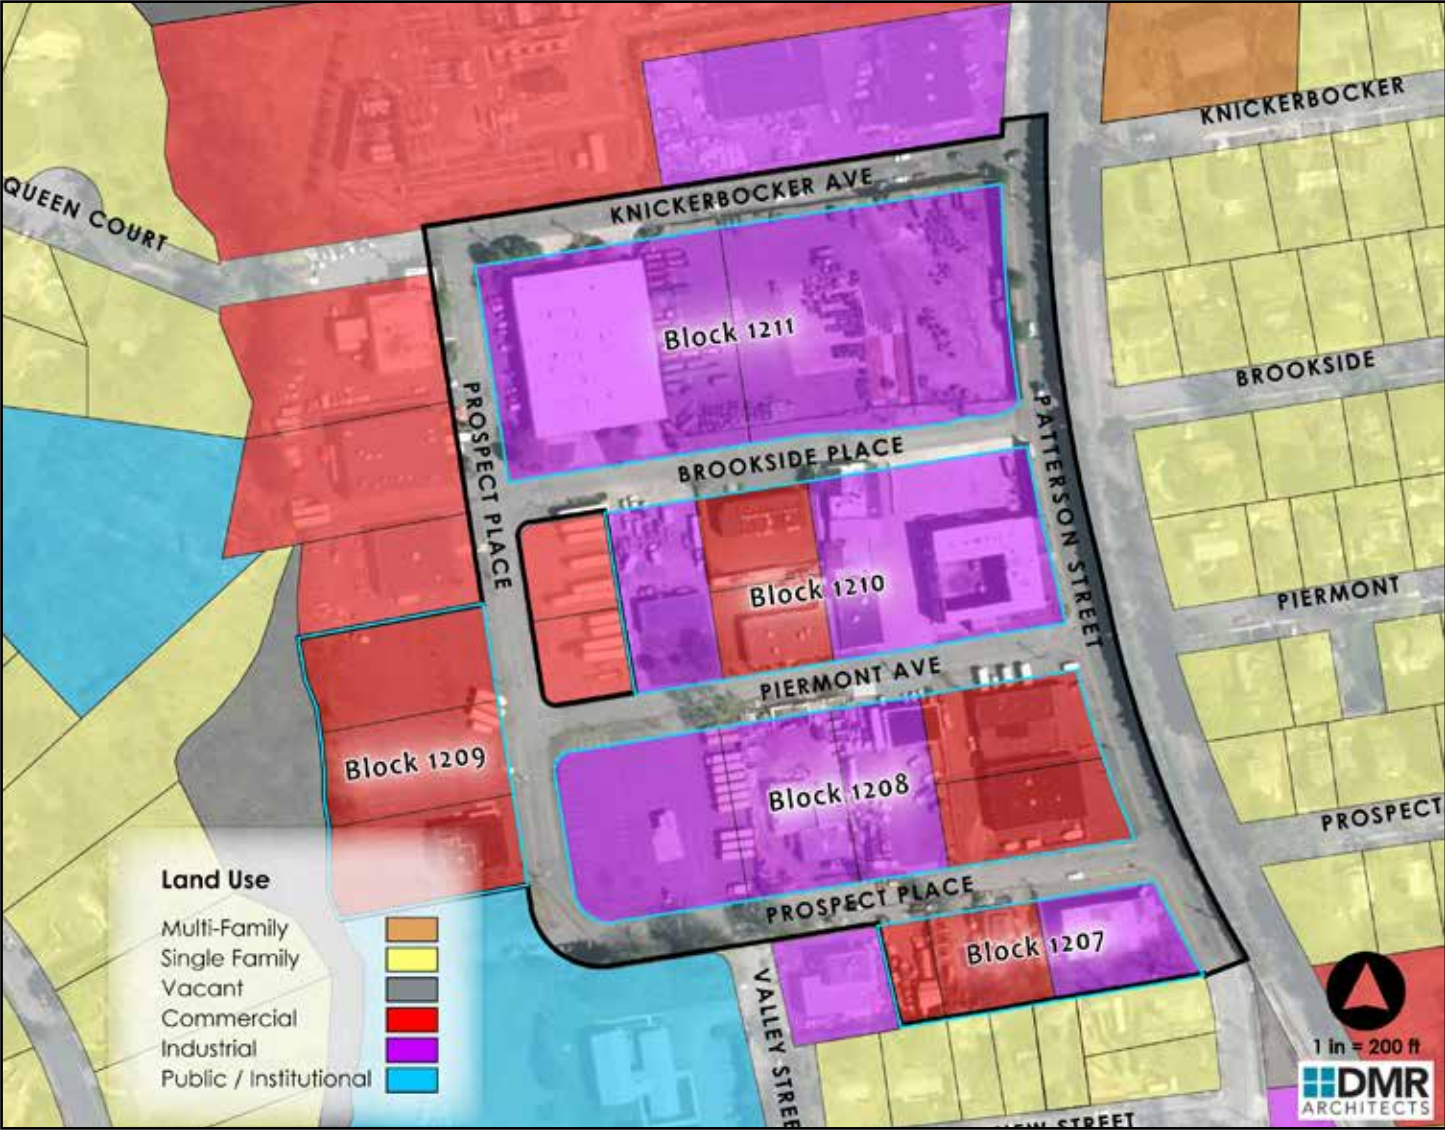 KNICKERBOCKER
QUEEN COURT
KNICKERBOCKER AVE
Block 1211
BROOKSIDE
PROSPECT PLACE
PATTERSON STREET
BROOKSIDE PLACE
Block 1210
PIERMONT
PIERMONT AVE
Block 1209
Block 1208
PROSPECT
PROSPECT PLACE
Block 1207
VALLEY STREE
Land Use
Multi-Family
Single Family
Vacant
Commercial
Industrial
Public / Institutional
1 in = 200 ft
DMR
ARCHITECTS
STREET